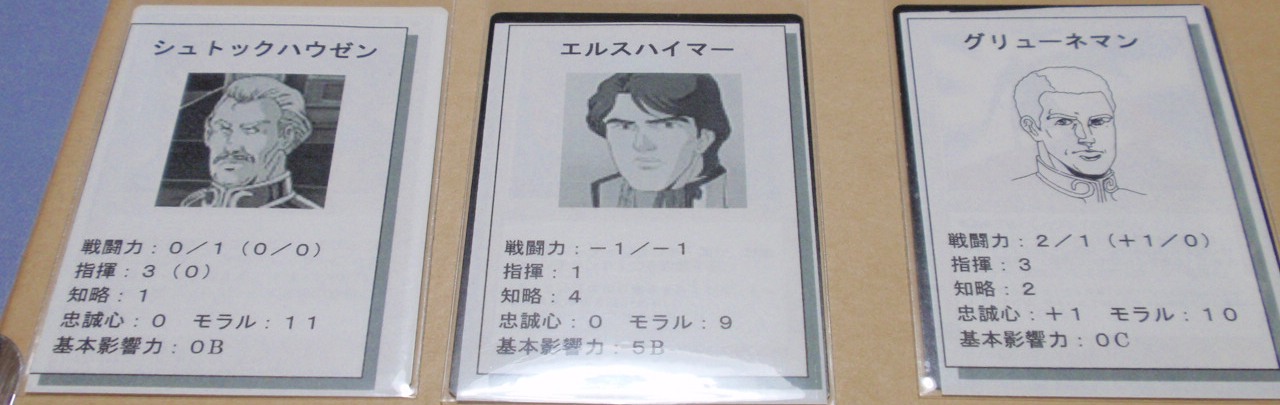 シュトックハウゼン
戦闘力：0／1（0／0）
指揮：3（0）
知略：1
忠誠心：0　モラル：11
基本影響力：0B
エルスハイマー
戦闘力：－1／－1
指揮：1
知略：4
忠誠心：0　モラル：9
基本影響力：5B
グリューネマン
戦闘力：2／1（＋1／0）
指揮：3
知略：2
忠誠心：＋1　モラル：10
基本影響力：0C